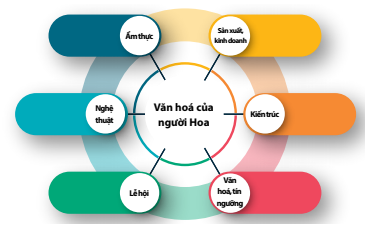 Ẩm thực
Sản xuất,
kinh doanh
Nghệ
thuật
Văn hoá của
người Hoa
Kiến trúc
Lễ hội
Văn
hoá, tín
ngưỡng